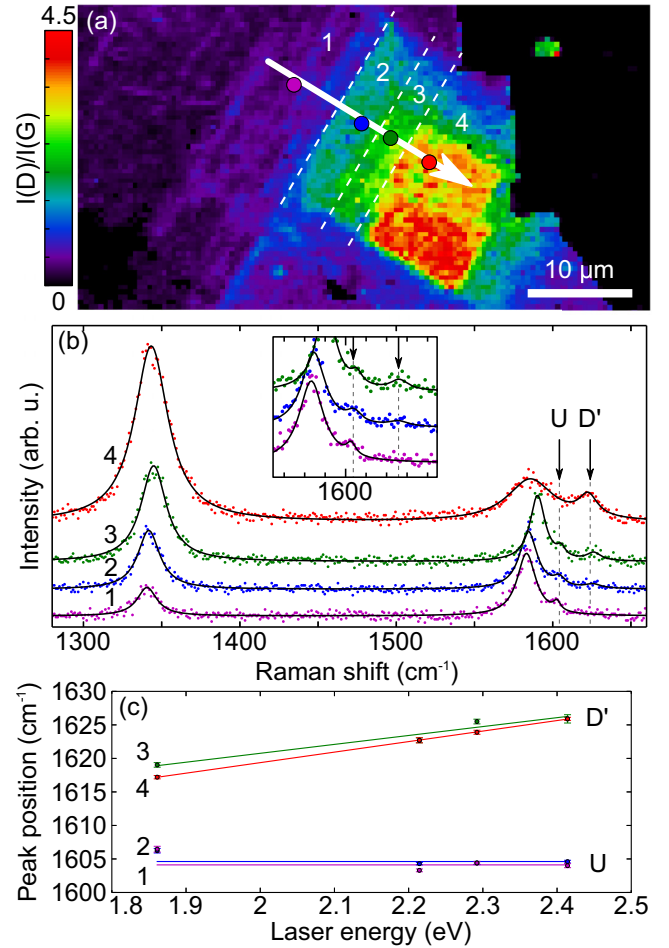 4.5
(a)
1
2
3
4
I(D)/I(G)
0
10 µm
(b)
U D'
4
3
2
1
1600
Intensity (arb. u.)
1300 1400 1500 1600
Raman shift (cm⁻¹)
1630
(c)
D'
1625
1620
3
1615
4
1610
2
1605
1
U
1600
Peak position (cm⁻¹)
1.8 1.9 2 2.1 2.2 2.3 2.4 2.5
Laser energy (eV)